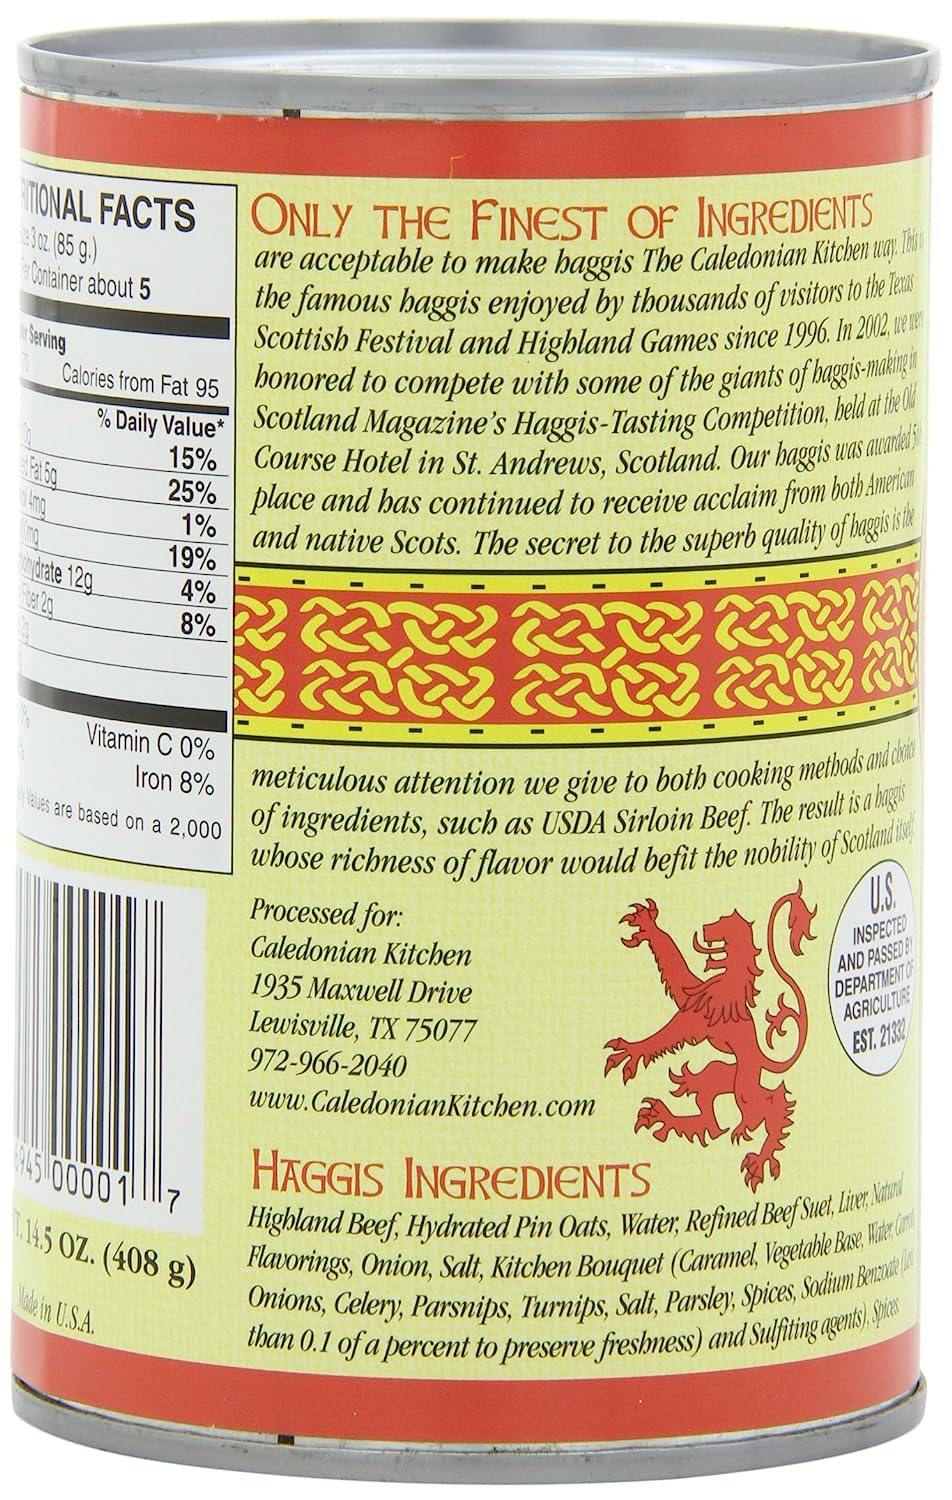 TIONAL FACTS
3 oz. (85 g.)
Container about 5
Serving
Calories from Fat 95
% Daily Value*
15%
Fat 5g 25%
4mg 1%
19%
12g 4%
2g 8%
Vitamin C 0%
Iron 8%
Values are based on a 2,000
945 00001 7
14.5 OZ. (408 g)
Made in U.S.A.
ONLY THE FINEST OF INGREDIENTS
are acceptable to make haggis The Caledonian Kitchen way. This
the famous haggis enjoyed by thousands of visitors to the Texas
Scottish Festival and Highland Games since 1996. In 2002, we were
honored to compete with some of the giants of haggis-making in
Scotland Magazine's Haggis-Tasting Competition, held at the Old
Course Hotel in St. Andrews, Scotland. Our haggis was awarded
place and has continued to receive acclaim from both American
and native Scots. The secret to the superb quality of haggis is the
meticulous attention we give to both cooking methods and choice
of ingredients, such as USDA Sirloin Beef. The result is a haggis
whose richness of flavor would befit the nobility of Scotland itself.
Processed for:
Caledonian Kitchen
1935 Maxwell Drive
Lewisville, TX 75077
972-966-2040
www.CaledonianKitchen.com
U.S.
INSPECTED
AND PASSED BY
DEPARTMENT OF
AGRICULTURE
EST. 21332
HAGGIS INGREDIENTS
Highland Beef, Hydrated Pin Oats, Water, Refined Beef Suet, Liver, Natural
Flavorings, Onion, Salt, Kitchen Bouquet (Caramel, Vegetable Base, Water, Carrots,
Onions, Celery, Parsnips, Turnips, Salt, Parsley, Spices, Sodium Benzoate (Less
than 0.1 of a percent to preserve freshness) and Sulfiting agents), Spices